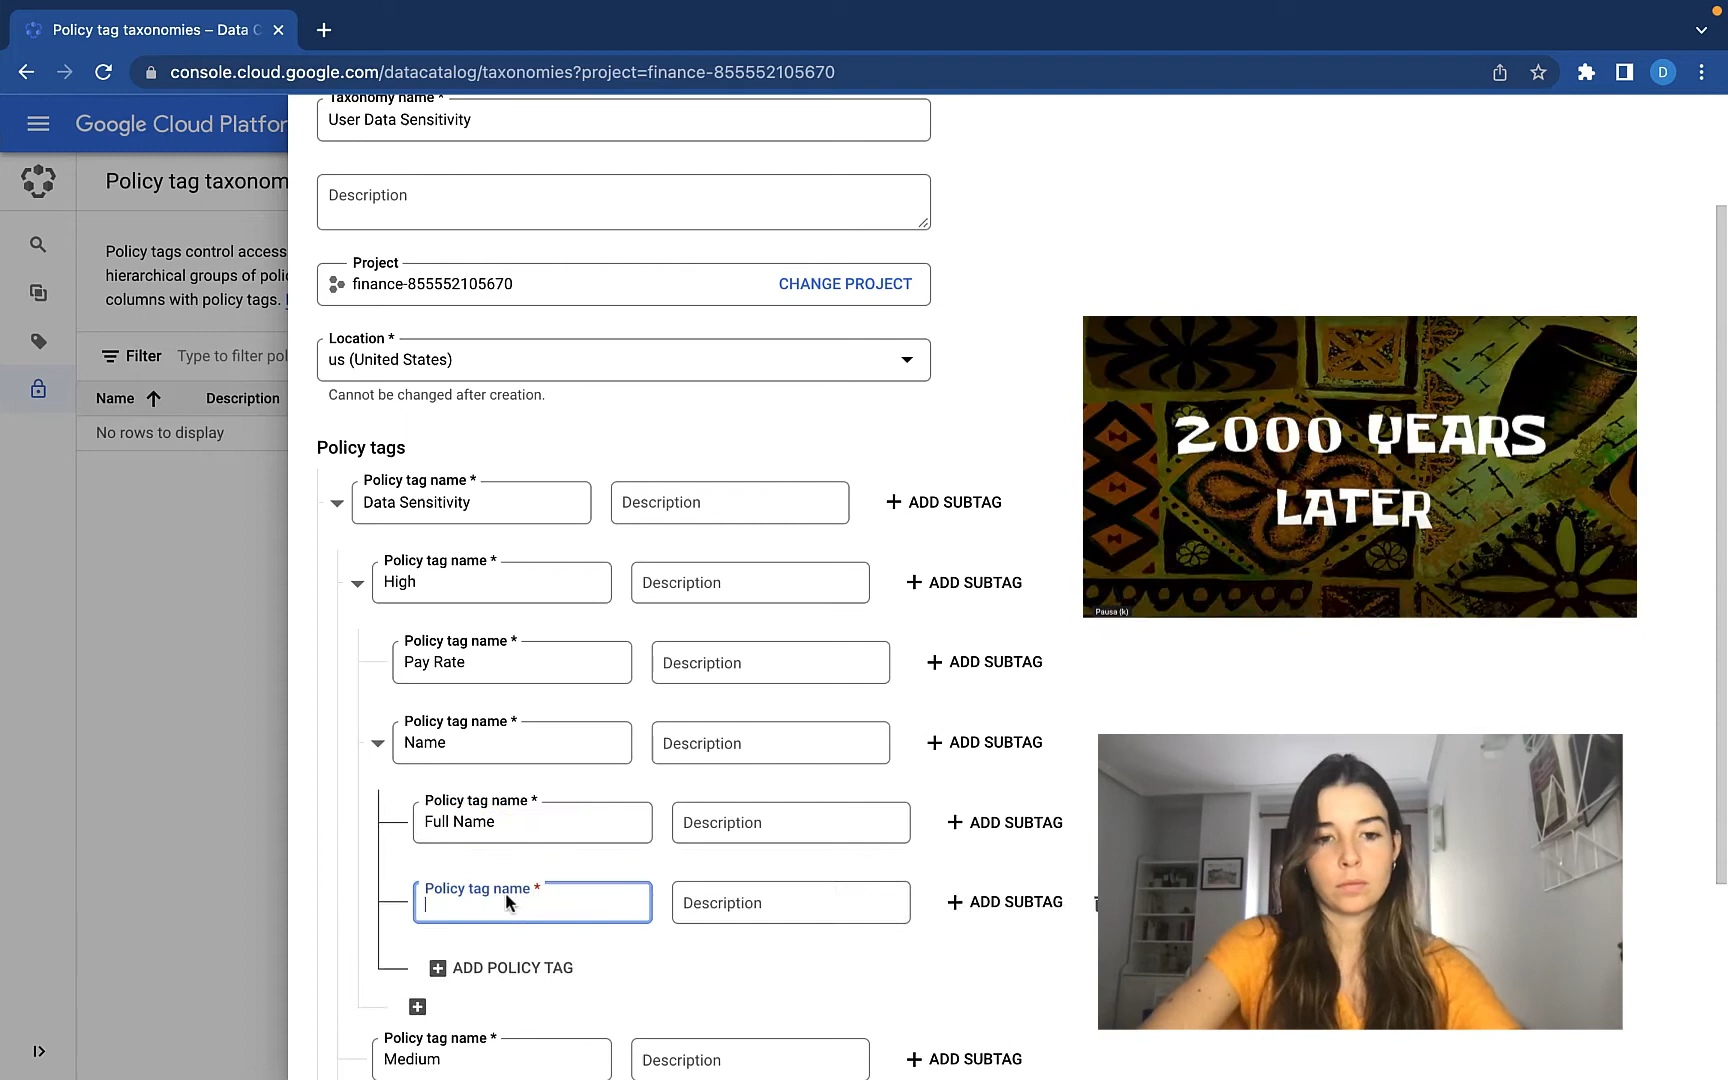 Policy tag taxonomies – Data C
console.cloud.google.com/datacatalog/taxonomies?project=finance-855552105670
D
Google Cloud Platfor
Policy tag taxonom
Policy tags control access
hierarchical groups of poli
columns with policy tags.
Filter Type to filter pol
Name Description
No rows to display
Taxonomy name *
User Data Sensitivity
Description
Project
finance-855552105670 CHANGE PROJECT
Location *
us (United States)
Cannot be changed after creation.
Policy tags
Policy tag name *
Data Sensitivity Description ADD SUBTAG
Policy tag name *
High Description ADD SUBTAG
Policy tag name *
Pay Rate Description ADD SUBTAG
Policy tag name *
Name Description ADD SUBTAG
Policy tag name *
Full Name Description ADD SUBTAG
Policy tag name *
Description ADD SUBTAG
ADD POLICY TAG
Policy tag name *
Medium Description ADD SUBTAG
2000 YEARS
LATER
Pausa (k)